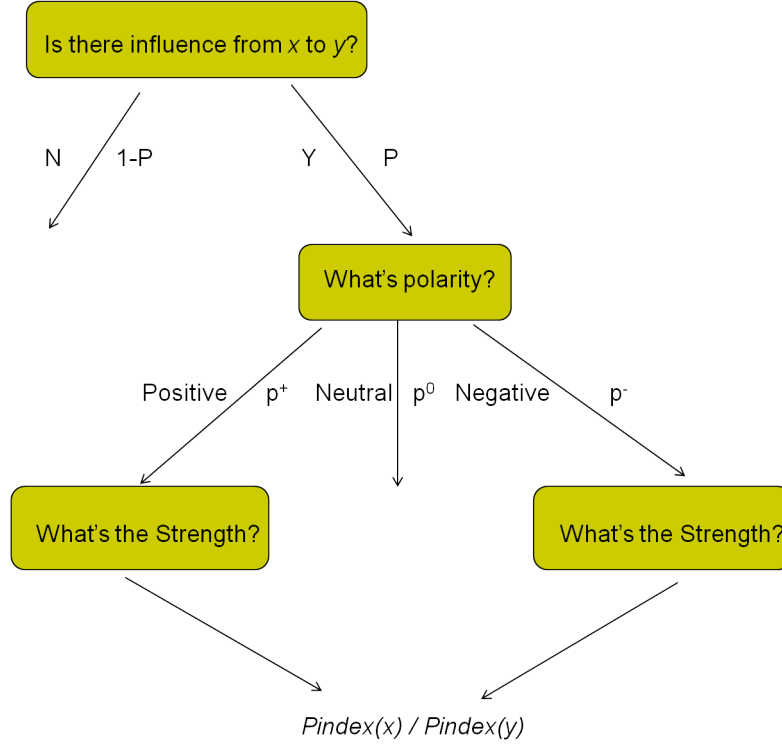 Is there influence from x to y?
N 1-P Y P
What's polarity?
Positive p⁺ Neutral p⁰ Negative p⁻
What's the Strength? What's the Strength?
Pindex(x) / Pindex(y)